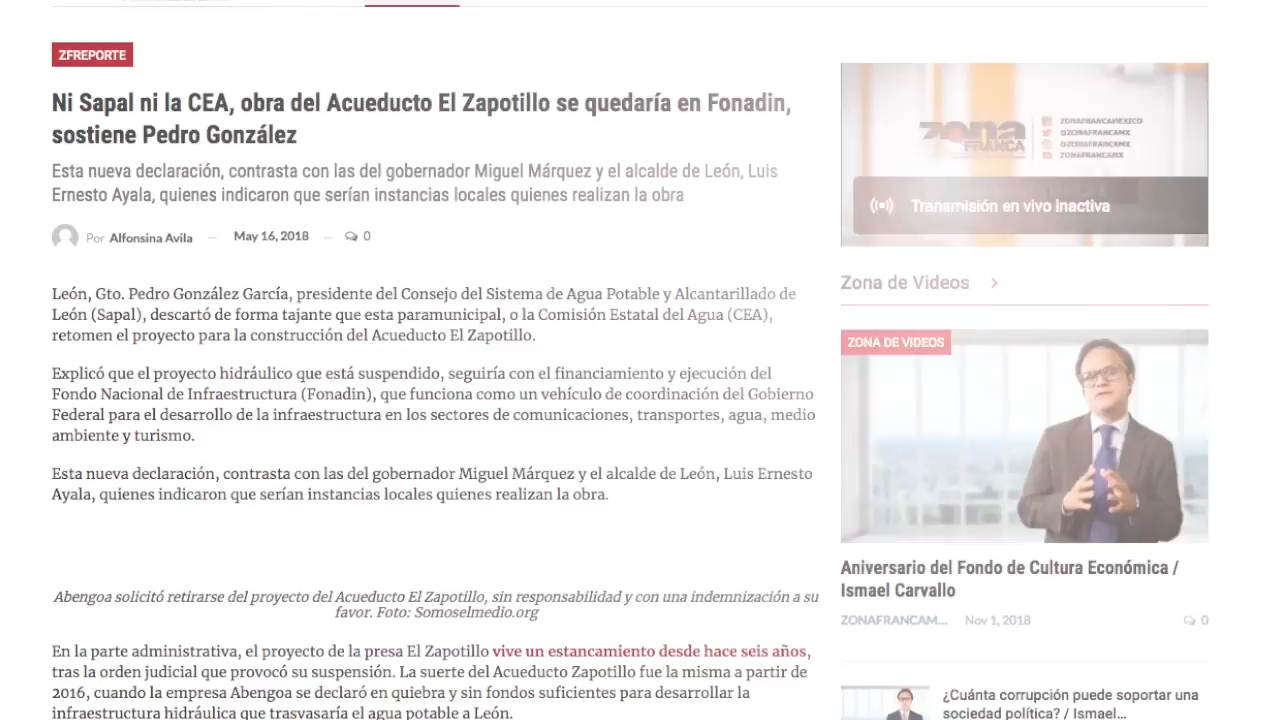 ZFREPORTE
Ni Sapal ni la CEA, obra del Acueducto El Zapotillo se quedaría en Fonadin,
sostiene Pedro González
Esta nueva declaración, contrasta con las del gobernador Miguel Márquez y el alcalde de León, Luis
Ernesto Ayala, quienes indicaron que serían instancias locales quienes realizan la obra
Por Alfonsina Avila — May 16, 2018 — 0
León, Gto. Pedro González García, presidente del Consejo del Sistema de Agua Potable y Alcantarillado de
León (Sapal), descartó de forma tajante que esta paramunicipal, o la Comisión Estatal del Agua (CEA),
retomen el proyecto para la construcción del Acueducto El Zapotillo.
Explicó que el proyecto hidráulico que está suspendido, seguiría con el financiamiento y ejecución del
Fondo Nacional de Infraestructura (Fonadin), que funciona como un vehículo de coordinación del Gobierno
Federal para el desarrollo de la infraestructura en los sectores de comunicaciones, transportes, agua, medio
ambiente y turismo.
Esta nueva declaración, contrasta con las del gobernador Miguel Márquez y el alcalde de León, Luis Ernesto
Ayala, quienes indicaron que serían instancias locales quienes realizan la obra.
Abengoa solicitó retirarse del proyecto del Acueducto El Zapotillo, sin responsabilidad y con una indemnización a su
favor. Foto: Somoselmedio.org
En la parte administrativa, el proyecto de la presa El Zapotillo vive un estancamiento desde hace seis años,
tras la orden judicial que provocó su suspensión. La suerte del Acueducto Zapotillo fue la misma a partir de
2016, cuando la empresa Abengoa se declaró en quiebra y sin fondos suficientes para desarrollar la
infraestructura hidráulica que trasvasaría el agua potable a León.
zona
FRANCA
ZONAFRANCAMEXICO
@ZONAFRANCAMX
@ZONAFRANCAMX
ZONAFRANCAMX
Transmisión en vivo inactiva
Zona de Videos
ZONA DE VIDEOS
Aniversario del Fondo de Cultura Económica /
Ismael Carvallo
ZONAFRANCAM... Nov 1, 2018 0
¿Cuánta corrupción puede soportar una
sociedad política? / Ismael...